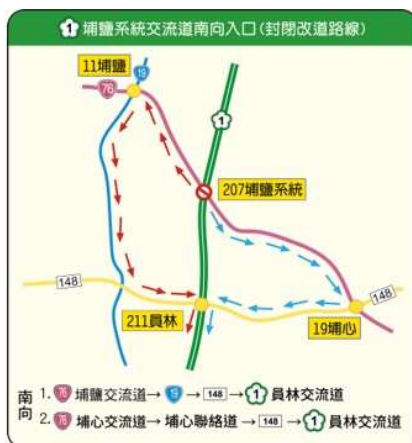 1 埔鹽系統交流道南向入口(封閉改道路線)
11埔鹽
76
19
1
207埔鹽系統
148
148
211員林
19埔心
南向
1. 76 埔鹽交流道→ 19 → 148 → 1 員林交流道
2. 76 埔心交流道→埔心聯絡道→ 148 → 1 員林交流道